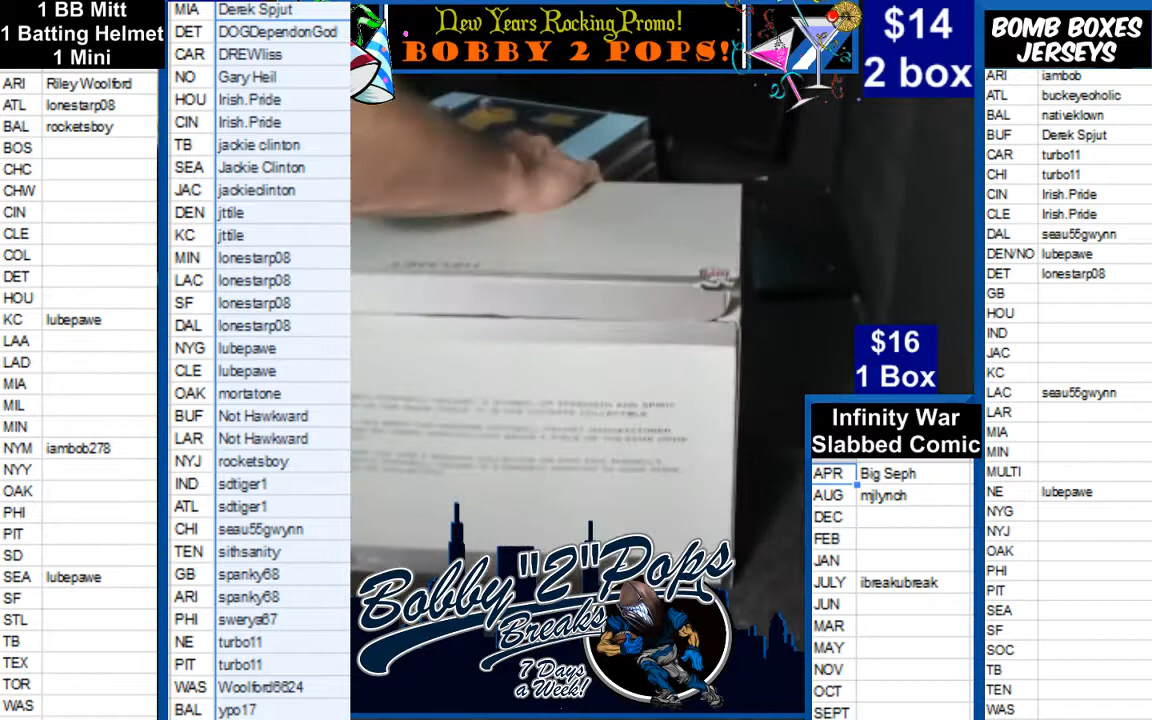 1 BB Mitt
1 Batting Helmet
1 Mini
ARI Riley Woolford
ATL lonestarp08
BAL rocketsboy
BOS
CHC
CHW
CIN
CLE
COL
DET
HOU
KC lubepawe
LAA
LAD
MIA
MIL
MIN
NYM iambob278
NYY
OAK
PHI
PIT
SD
SEA lubepawe
SF
STL
TB
TEX
TOR
WAS
MIA Derek Spjut
DET DOGDependonGod
CAR DREWliss
NO Gary Heil
HOU Irish.Pride
CIN Irish.Pride
TB jackie clinton
SEA Jackie Clinton
JAC jackieclinton
DEN jttile
KC jttile
MIN lonestarp08
LAC lonestarp08
SF lonestarp08
DAL lonestarp08
NYG lubepawe
CLE lubepawe
OAK mortatone
BUF Not Hawkward
LAR Not Hawkward
NYJ rocketsboy
IND sdtiger1
ATL sdtiger1
CHI seau55gwynn
TEN sithsanity
GB spanky68
ARI spanky68
PHI swerya67
NE turbo11
PIT turbo11
WAS Woolford6624
BAL ypo17
New Years Rocking Promo!
BOBBY 2 POPS!
$14
2 box
$16
1 Box
Bobby "2" Pops
Breaks
7 Days
a Week!
Infinity War
Slabbed Comic
APR Big Seph
AUG mjlynch
DEC
FEB
JAN
JULY ibreakubreak
JUN
MAR
MAY
NOV
OCT
SEPT
BOMB BOXES
JERSEYS
ARI iambob
ATL buckeyeoholic
BAL nativeklown
BUF Derek Spjut
CAR turbo11
CHI turbo11
CIN Irish.Pride
CLE Irish.Pride
DAL seau55gwynn
DEN/NO lubepawe
DET lonestarp08
GB
HOU
IND
JAC
KC
LAC seau55gwynn
LAR
MIA
MIN
MULTI
NE lubepawe
NYG
NYJ
OAK
PHI
PIT
SEA
SF
SOC
TB
TEN
WAS